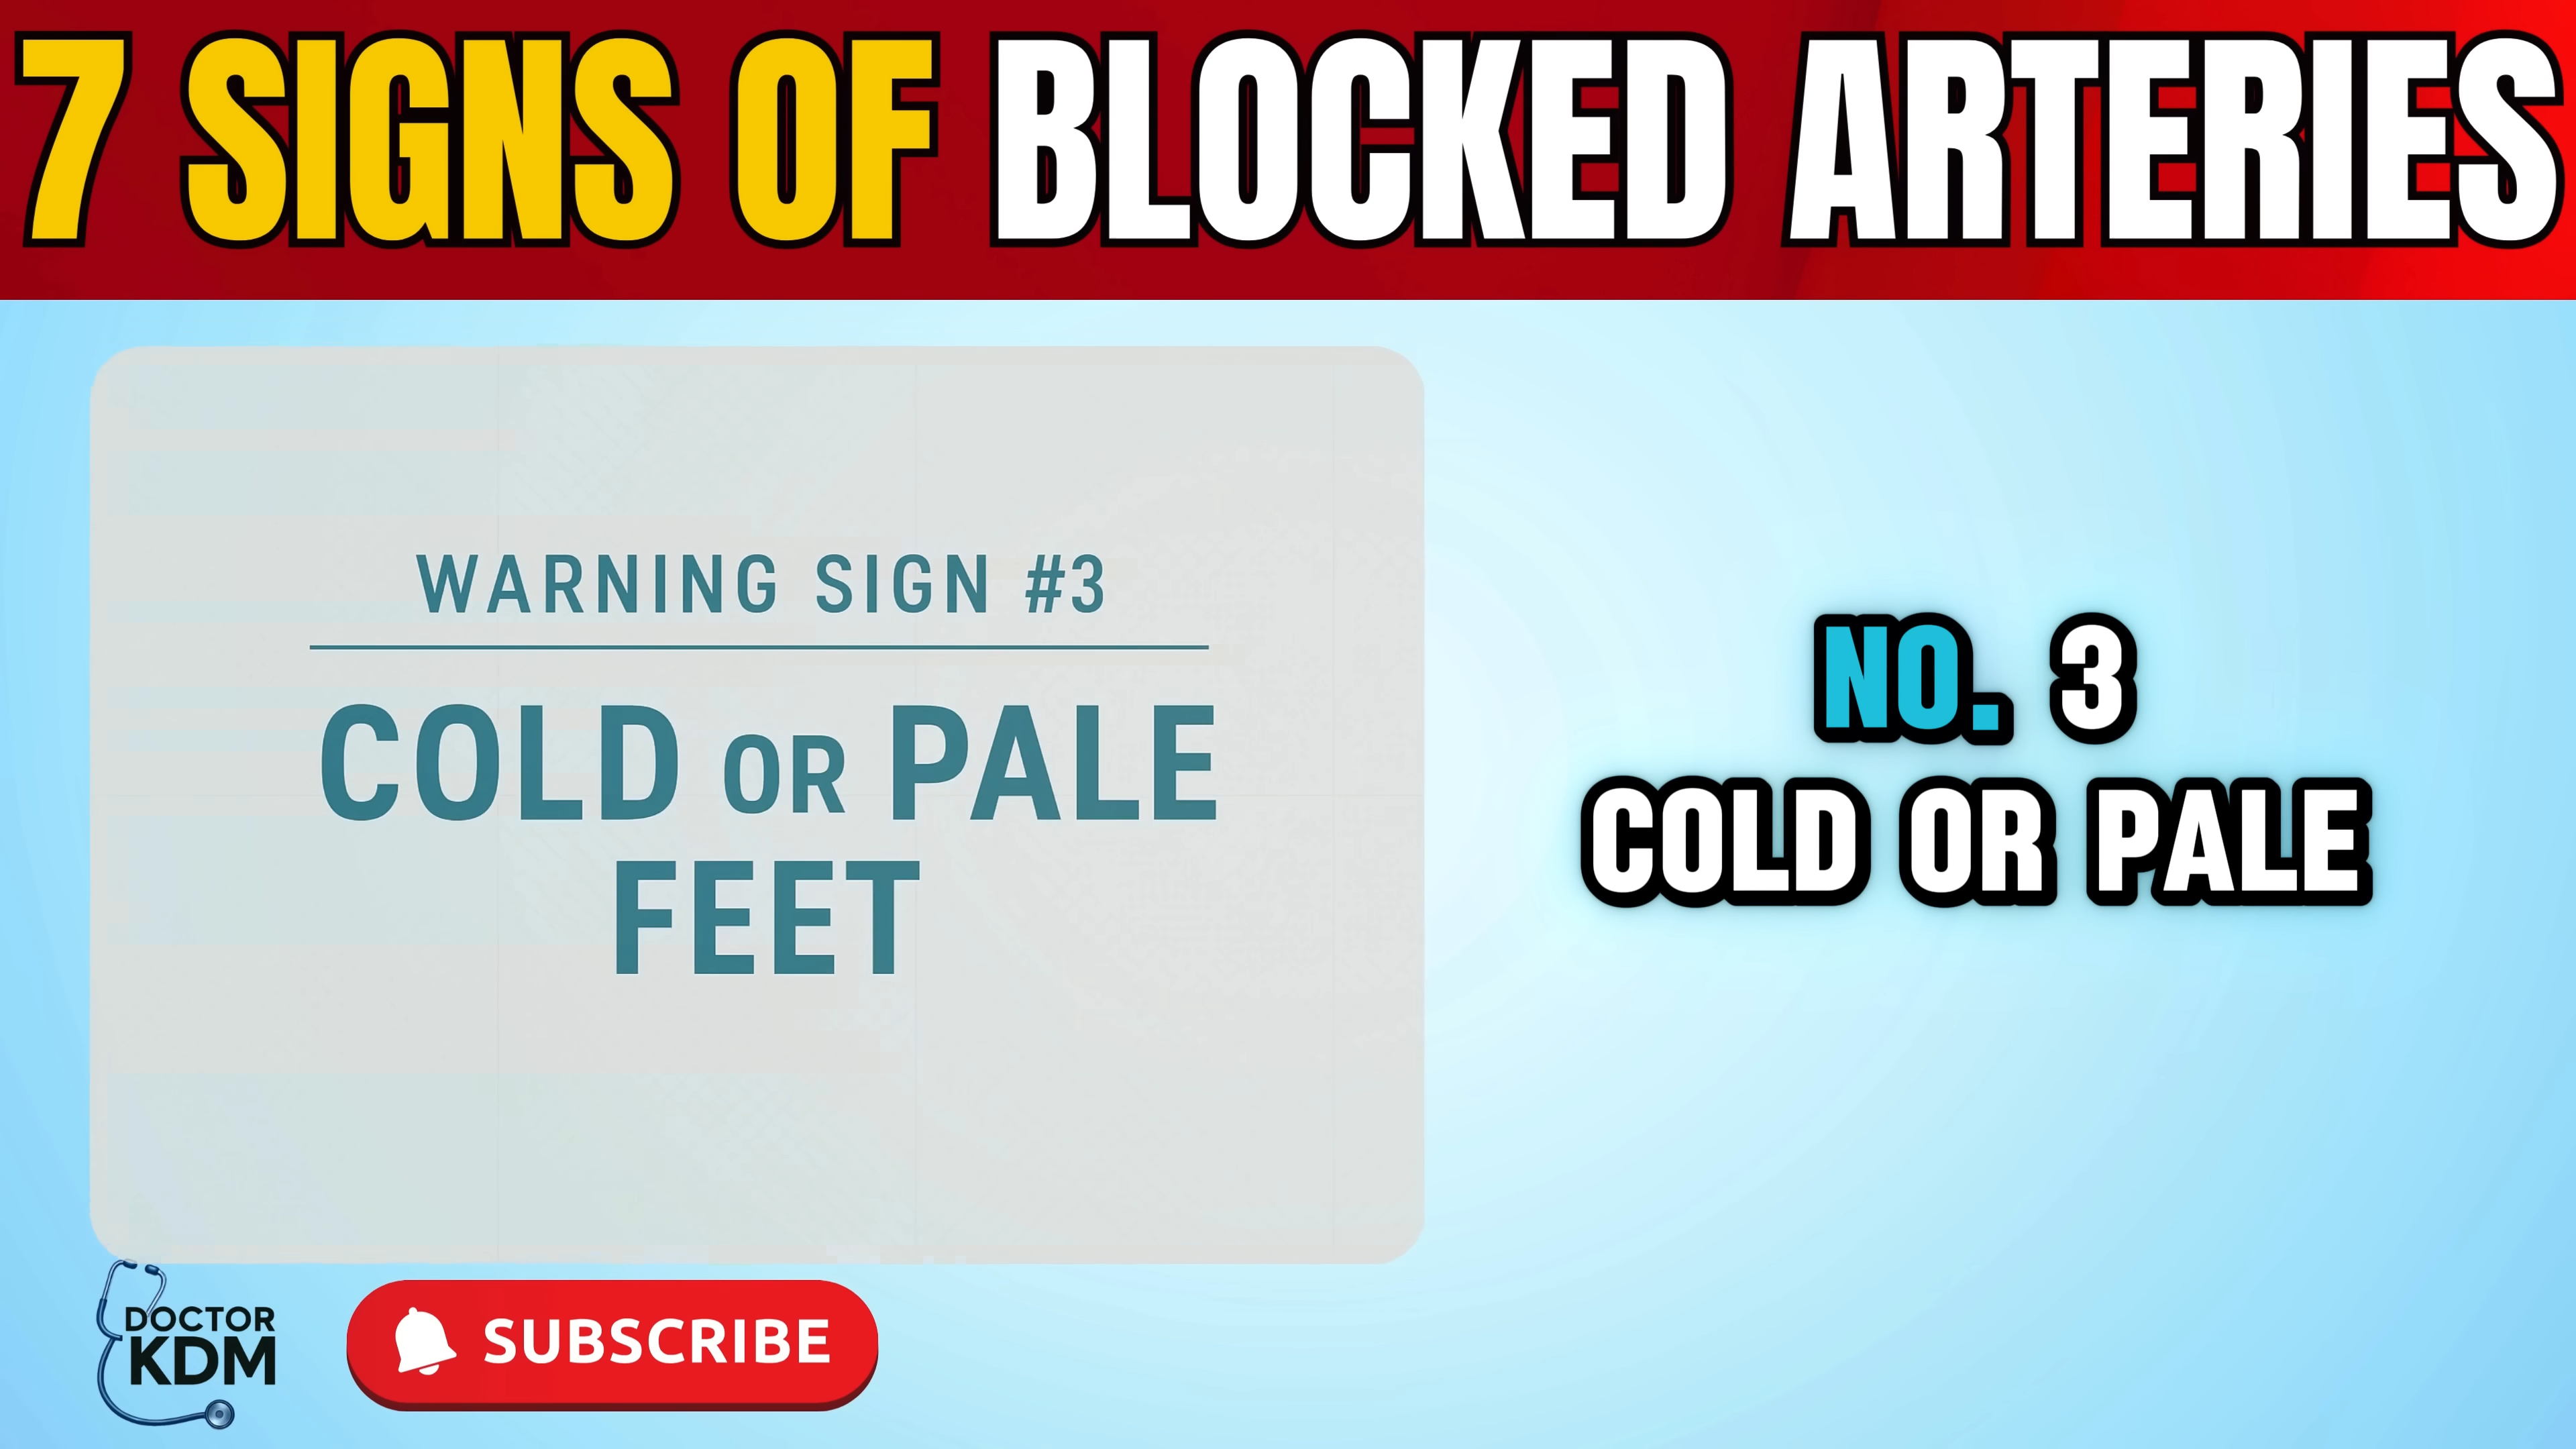 7 SIGNS OF BLOCKED ARTERIES
WARNING SIGN #3
COLD OR PALE
FEET
NO. 3
COLD OR PALE
DOCTOR
KDM
SUBSCRIBE